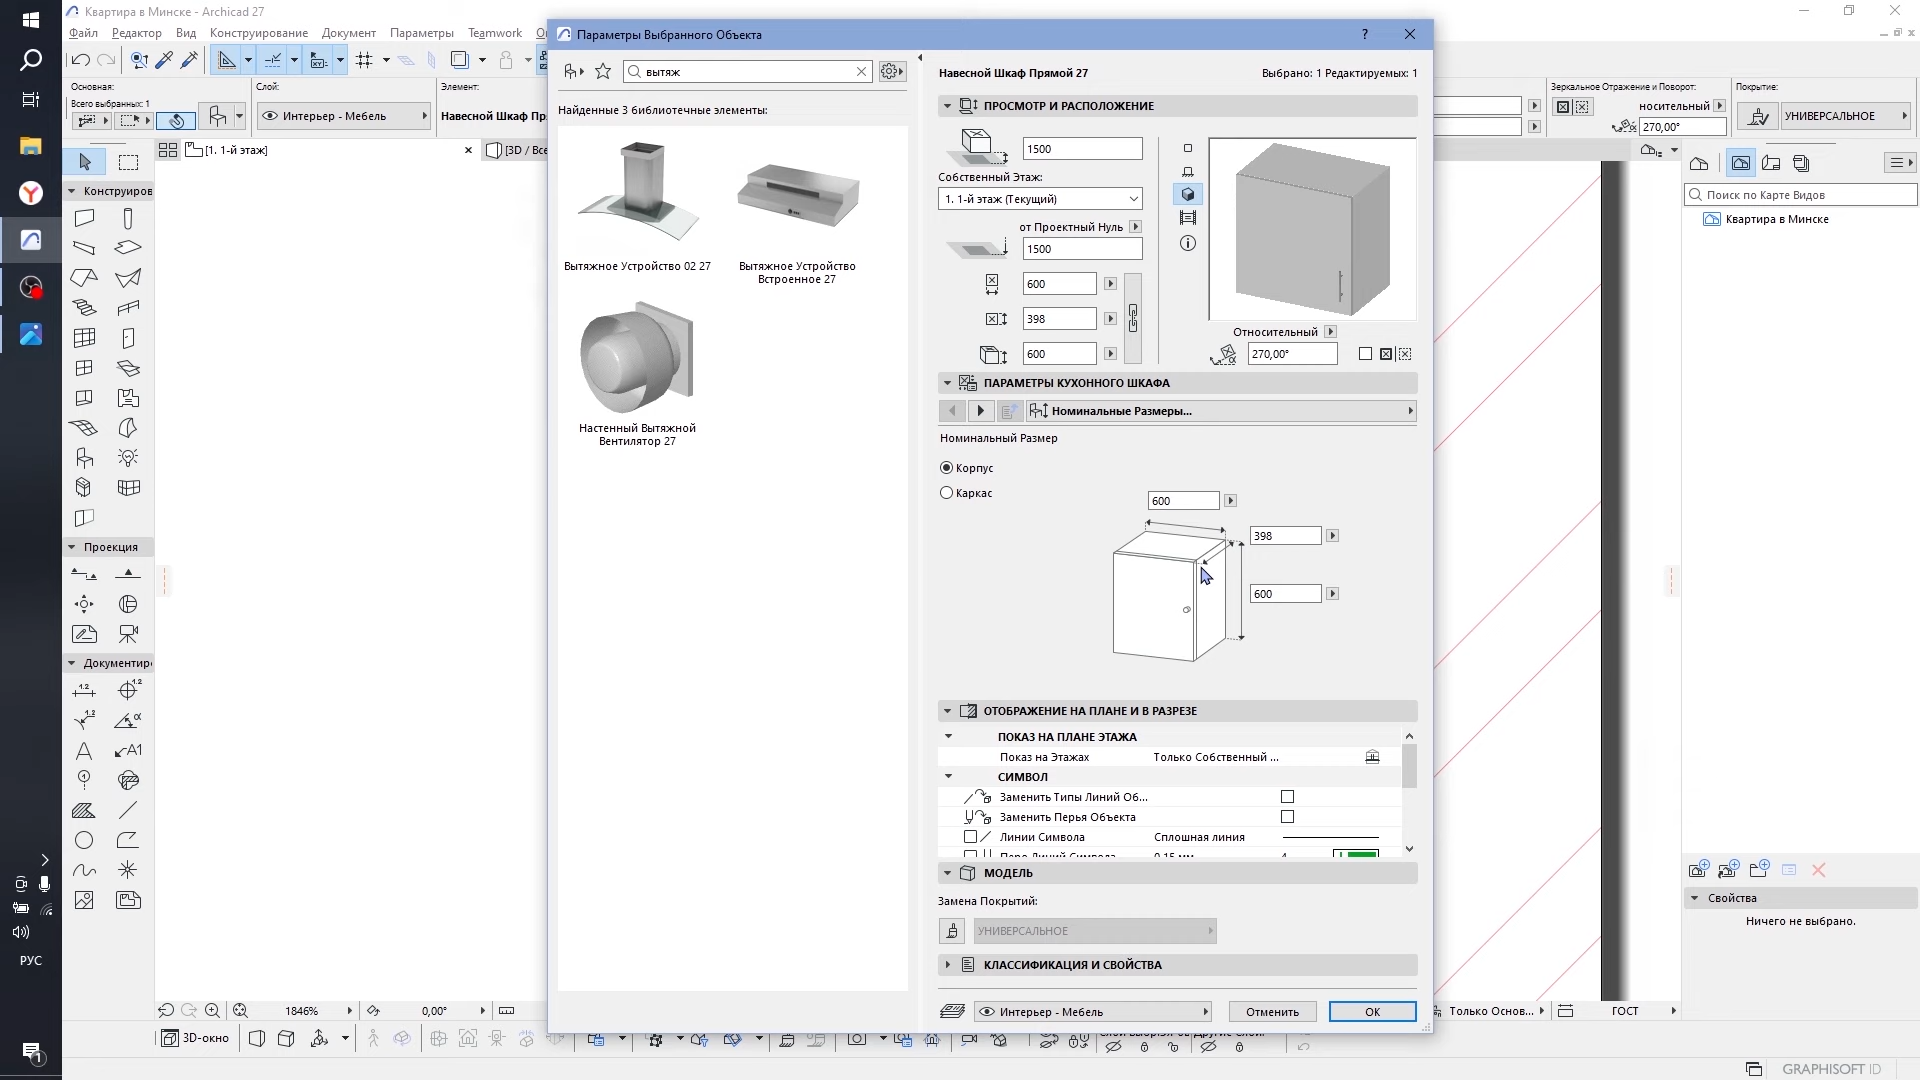 Квартира в Минске - Archicad 27
Файл Редактор Вид Конструирование Документ Параметры Teamwork
Основная:
Всего выбранных: 1
Слой:
Интерьер - Мебель
Элемент:
Навесной Шкаф Пр
[1. 1-й этаж]
[3D / Все
Конструиров
Проекция
Документир
1846%
0,00°
3D-окно
РУС
Параметры Выбранного Объекта
вытяж
Найденные 3 библиотечные элементы:
Вытяжное Устройство 02 27
Вытяжное Устройство
Встроенное 27
Настенный Вытяжной
Вентилятор 27
Навесной Шкаф Прямой 27
Выбрано: 1 Редактируемых: 1
ПРОСМОТР И РАСПОЛОЖЕНИЕ
1500
Собственный Этаж:
1. 1-й этаж (Текущий)
от Проектный Нуль
1500
600
398
600
Относительный
270,00°
ПАРАМЕТРЫ КУХОННОГО ШКАФА
Номинальные Размеры...
Номинальный Размер
Корпус
Каркас
600
398
600
ОТОБРАЖЕНИЕ НА ПЛАНЕ И В РАЗРЕЗЕ
ПОКАЗ НА ПЛАНЕ ЭТАЖА
Показ на Этажах Только Собственный ...
СИМВОЛ
Заменить Типы Линий Об...
Заменить Перья Объекта
Линии Символа Сплошная линия
Перо Линий Символа 0.15 мм 4
МОДЕЛЬ
Замена Покрытий:
УНИВЕРСАЛЬНОЕ
КЛАССИФИКАЦИЯ И СВОЙСТВА
Интерьер - Мебель
Отменить
OK
Зеркальное Отражение и Поворот:
носительный
270,00°
Покрытие:
УНИВЕРСАЛЬНОЕ
Поиск по Карте Видов
Квартира в Минске
Свойства
Ничего не выбрано.
Только Основ...
ГОСТ
GRAPHISOFT ID